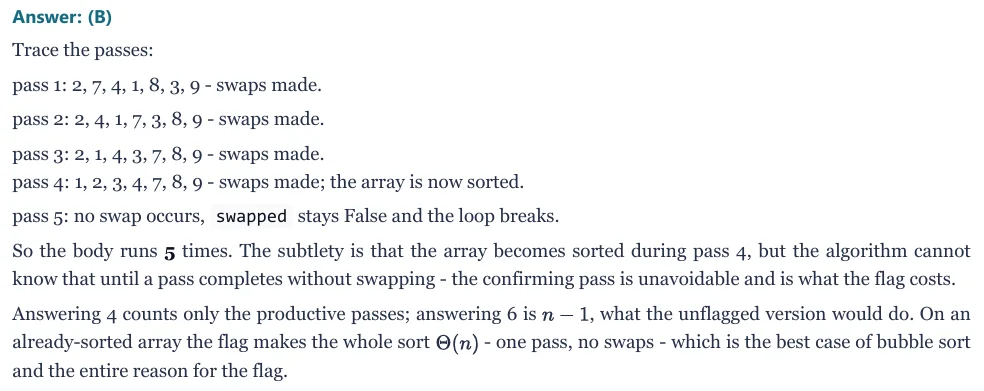 Answer: (B)
Trace the passes:
pass 1: 2, 7, 4, 1, 8, 3, 9 - swaps made.
pass 2: 2, 4, 1, 7, 3, 8, 9 - swaps made.
pass 3: 2, 1, 4, 3, 7, 8, 9 - swaps made.
pass 4: 1, 2, 3, 4, 7, 8, 9 - swaps made; the array is now sorted.
pass 5: no swap occurs, swapped stays False and the loop breaks.
So the body runs 5 times. The subtlety is that the array becomes sorted during pass 4, but the algorithm cannot
know that until a pass completes without swapping - the confirming pass is unavoidable and is what the flag costs.
Answering 4 counts only the productive passes; answering 6 is n − 1, what the unflagged version would do. On an
already-sorted array the flag makes the whole sort Θ(n) - one pass, no swaps - which is the best case of bubble sort
and the entire reason for the flag.